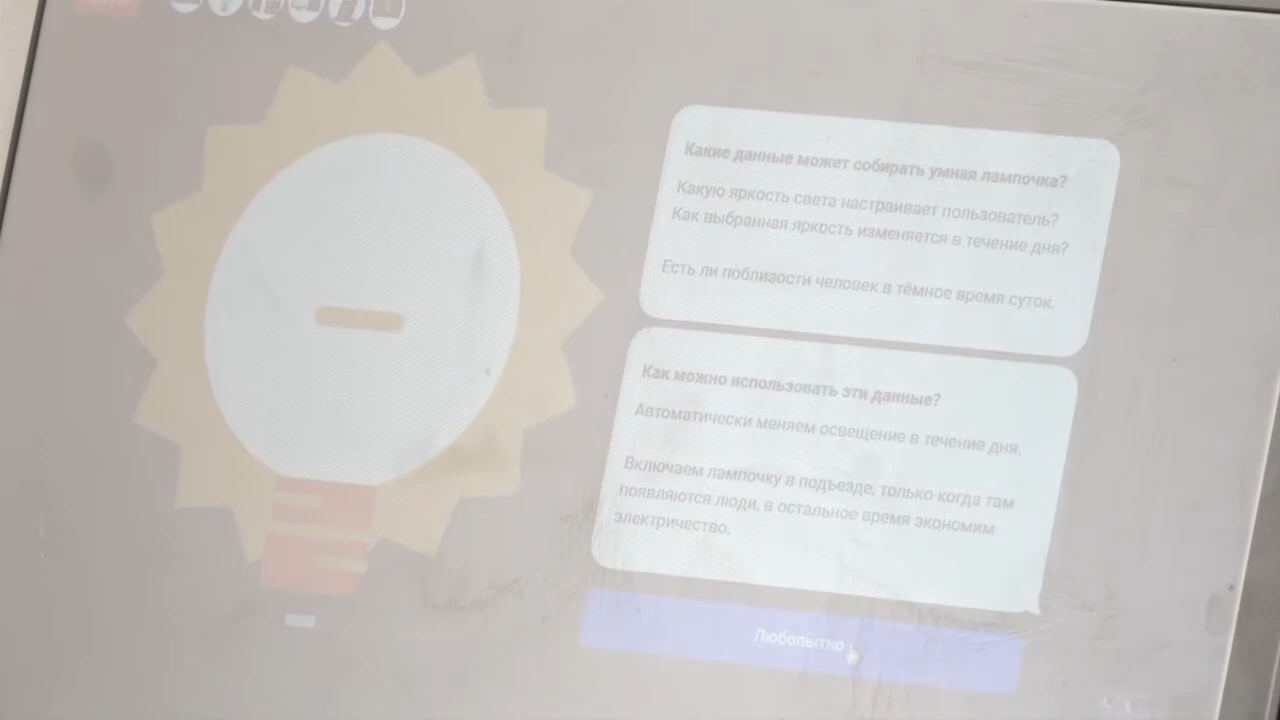 Какие данные может собирать умная лампочка?
Какую яркость света настраивает пользователь?
Как выбранная яркость изменяется в течение дня?
Есть ли поблизости человек в тёмное время суток.
Как можно использовать эти данные?
Автоматически меняем освещение в течение дня.
Включаем лампочку в подъезде, только когда там
появляются люди, в остальное время экономим
электричество.
Любопытно